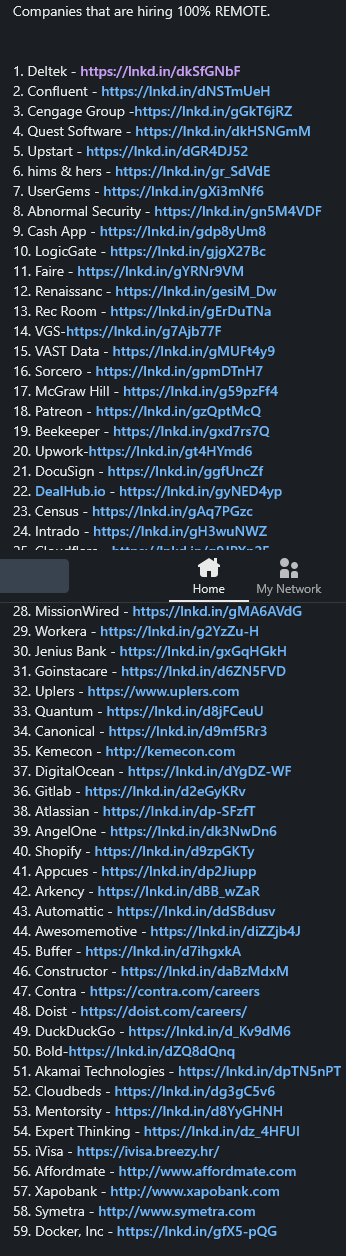 Companies that are hiring 100% REMOTE.
1. Deltek - https://lnkd.in/dkSfGNbF
2. Confluent - https://lnkd.in/dNSTmUeH
3. Cengage Group -https://lnkd.in/gGkT6jRZ
4. Quest Software - https://lnkd.in/dkHSNGmM
5. Upstart - https://lnkd.in/dGR4DJ52
6. hims & hers - https://lnkd.in/gr_SdVdE
7. UserGems - https://lnkd.in/gXi3mNf6
8. Abnormal Security - https://lnkd.in/gn5M4VDF
9. Cash App - https://lnkd.in/gdp8yUm8
10. LogicGate - https://lnkd.in/gjgX27Bc
11. Faire - https://lnkd.in/gYRNr9VM
12. Renaissanc - https://lnkd.in/gesiM_Dw
13. Rec Room - https://lnkd.in/gErDuTNa
14. VGS-https://lnkd.in/g7Ajb77F
15. VAST Data - https://lnkd.in/gMUFt4y9
16. Sorcero - https://lnkd.in/gpmDTnH7
17. McGraw Hill - https://lnkd.in/g59pzFf4
18. Patreon - https://lnkd.in/gzQptMcQ
19. Beekeeper - https://lnkd.in/gxd7rs7Q
20. Upwork-https://lnkd.in/gt4HYmd6
21. DocuSign - https://lnkd.in/ggfUncZf
22. DealHub.io - https://lnkd.in/gyNED4yp
23. Census - https://lnkd.in/gAq7PGzc
24. Intrado - https://lnkd.in/gH3wuNWZ
Home
My Network
28. MissionWired - https://lnkd.in/gMA6AVdG
29. Workera - https://lnkd.in/g2YzZu-H
30. Jenius Bank - https://lnkd.in/gxGqHGkH
31. Goinstacare - https://lnkd.in/d6ZN5FVD
32. Uplers - https://www.uplers.com
33. Quantum - https://lnkd.in/d8jFCeuU
34. Canonical - https://lnkd.in/d9mf5Rr3
35. Kemecon - http://kemecon.com
37. DigitalOcean - https://lnkd.in/dYgDZ-WF
36. Gitlab - https://lnkd.in/d2eGyKRv
38. Atlassian - https://lnkd.in/dp-SFzfT
39. AngelOne - https://lnkd.in/dk3NwDn6
40. Shopify - https://lnkd.in/d9zpGKTy
41. Appcues - https://lnkd.in/dp2Jiupp
42. Arkency - https://lnkd.in/dBB_wZaR
43. Automattic - https://lnkd.in/ddSBdusv
44. Awesomemotive - https://lnkd.in/diZZjb4J
45. Buffer - https://lnkd.in/d7ihgxkA
46. Constructor - https://lnkd.in/daBzMdxM
47. Contra - https://contra.com/careers
48. Doist - https://doist.com/careers/
49. DuckDuckGo - https://lnkd.in/d_Kv9dM6
50. Bold-https://lnkd.in/dZQ8dQnq
51. Akamai Technologies - https://lnkd.in/dpTN5nPT
52. Cloudbeds - https://lnkd.in/dg3gC5v6
53. Mentorsity - https://lnkd.in/d8YyGHNH
54. Expert Thinking - https://lnkd.in/dz_4HFUI
55. iVisa - https://ivisa.breezy.hr/
56. Affordmate - http://www.affordmate.com
57. Xapobank - http://www.xapobank.com
58. Symetra - http://www.symetra.com
59. Docker, Inc - https://lnkd.in/gfX5-pQG